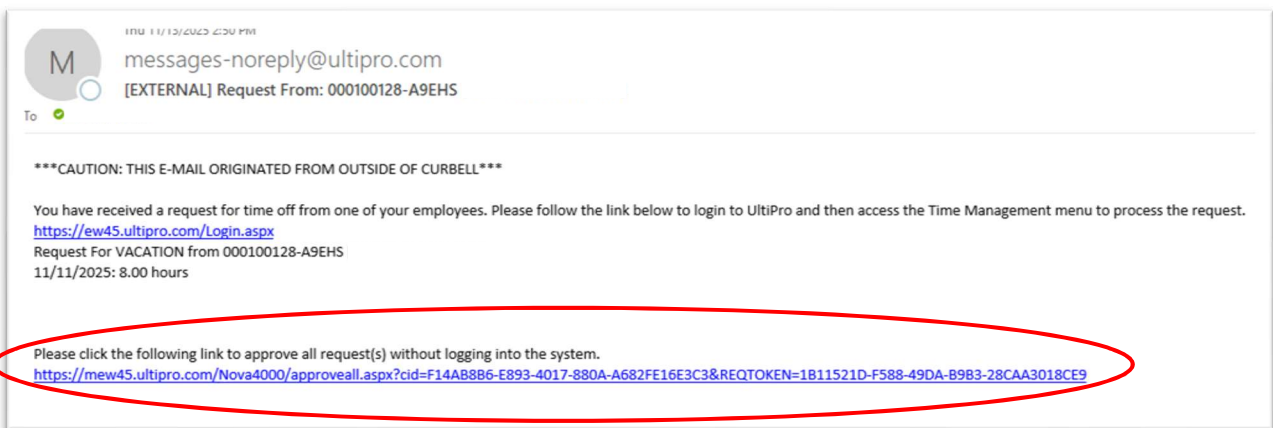 Thu 11/13/2025 2:50 PM
M
messages-noreply@ultipro.com
[EXTERNAL] Request From: 000100128-A9EHS
To
***CAUTION: THIS E-MAIL ORIGINATED FROM OUTSIDE OF CURBELL***
You have received a request for time off from one of your employees. Please follow the link below to login to UltiPro and then access the Time Management menu to process the request.
https://ew45.ultipro.com/Login.aspx
Request For VACATION from 000100128-A9EHS
11/11/2025: 8.00 hours
Please click the following link to approve all request(s) without logging into the system.
https://mew45.ultipro.com/Nova4000/approveall.aspx?cid=F14AB8B6-E893-4017-880A-A682FE16E3C3&REQTOKEN=1B11521D-F588-49DA-B9B3-28CAA3018CE9